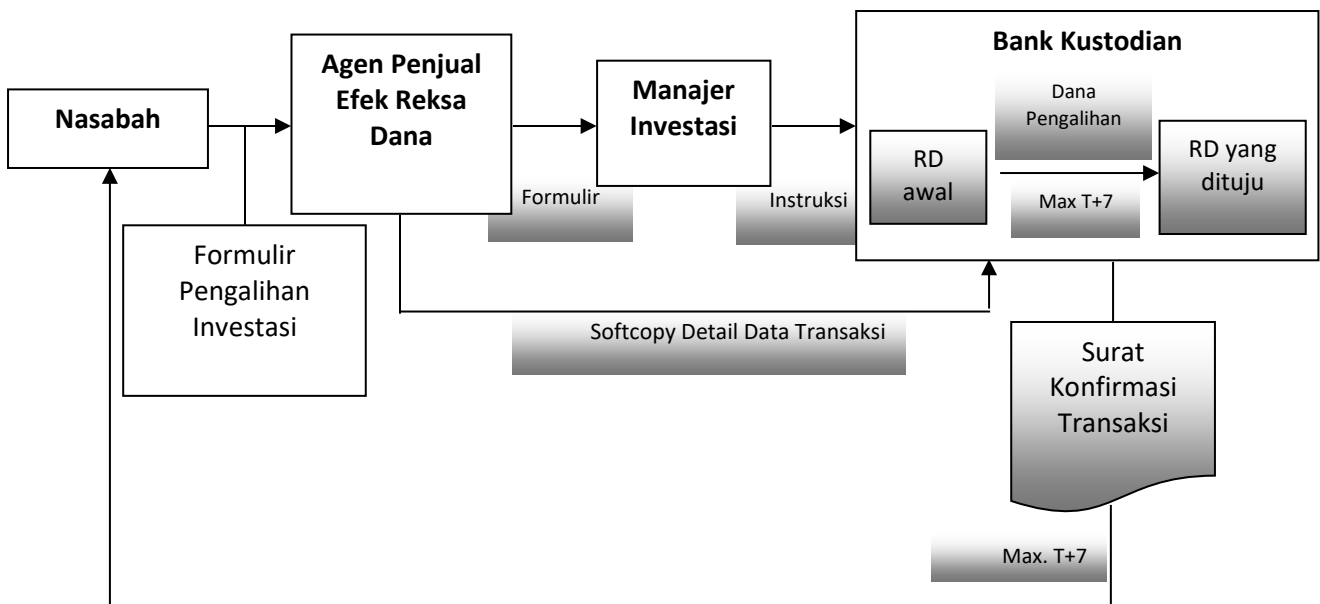 Nasabah
Agen Penjual
Efek Reksa
Dana
Manajer
Investasi
Bank Kustodian
Dana
Pengalihan
RD
awal
RD yang
dituju
Max T+7
Formulir
Instruksi
Formulir
Pengalihan
Investasi
Softcopy Detail Data Transaksi
Surat
Konfirmasi
Transaksi
Max. T+7